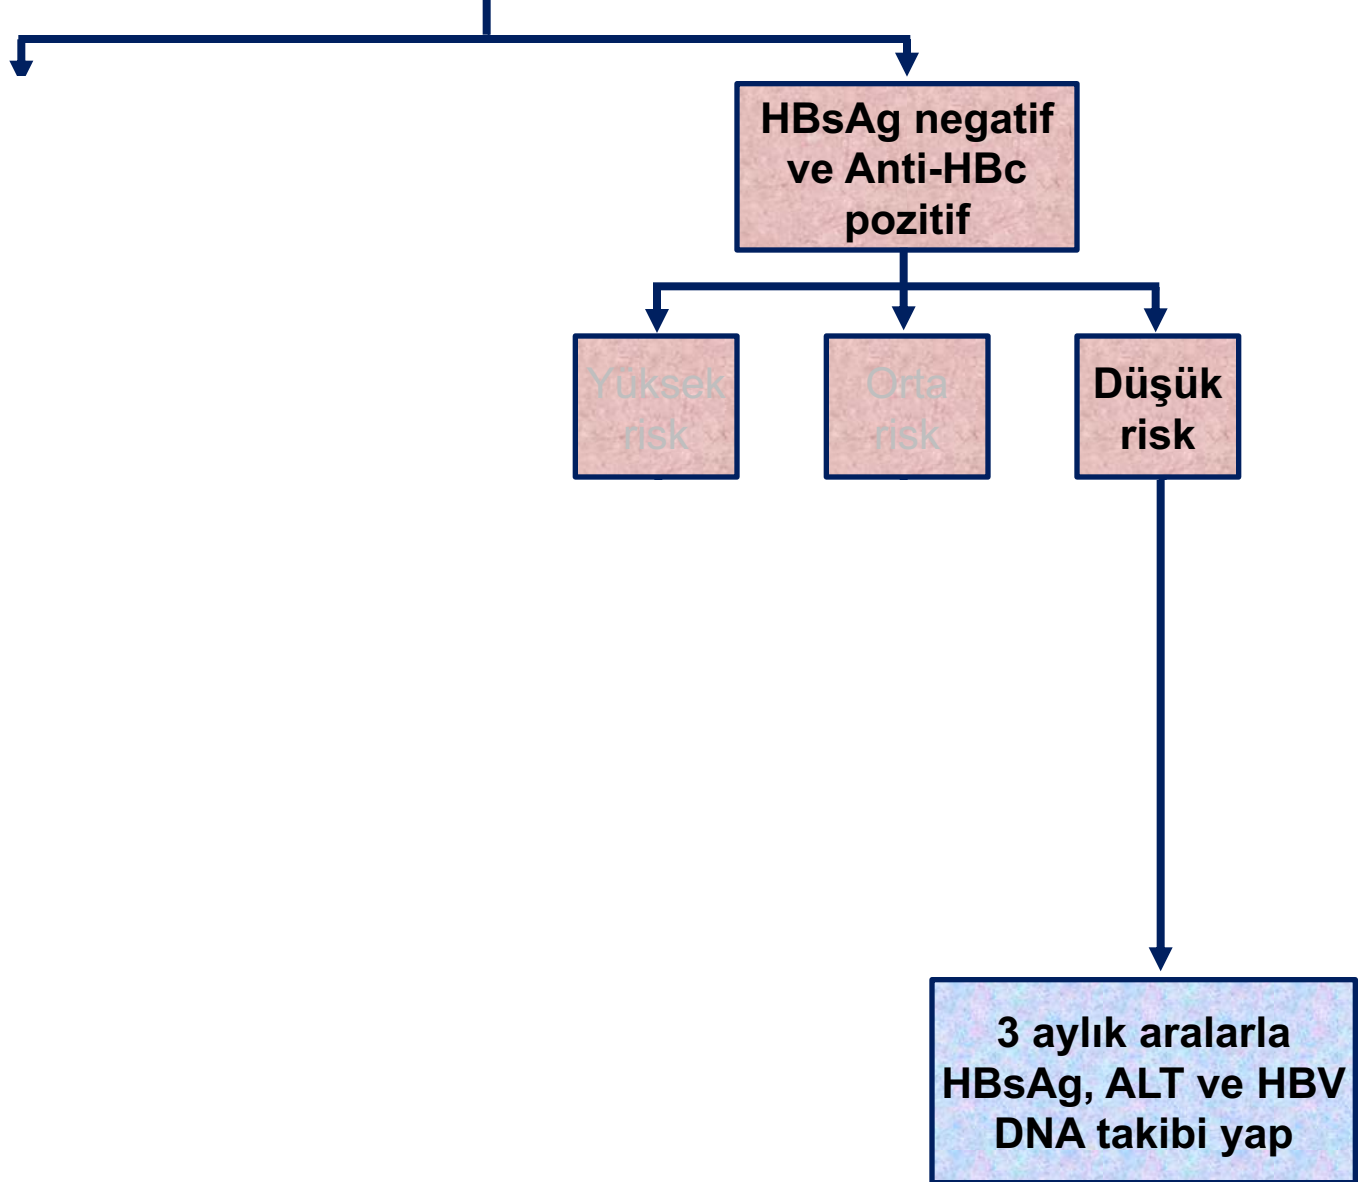 HBsAg negatif
ve Anti-HBc
pozitif
Yüksek
risk
Orta
risk
Düşük
risk
3 aylık aralarla
HBsAg, ALT ve HBV
DNA takibi yap